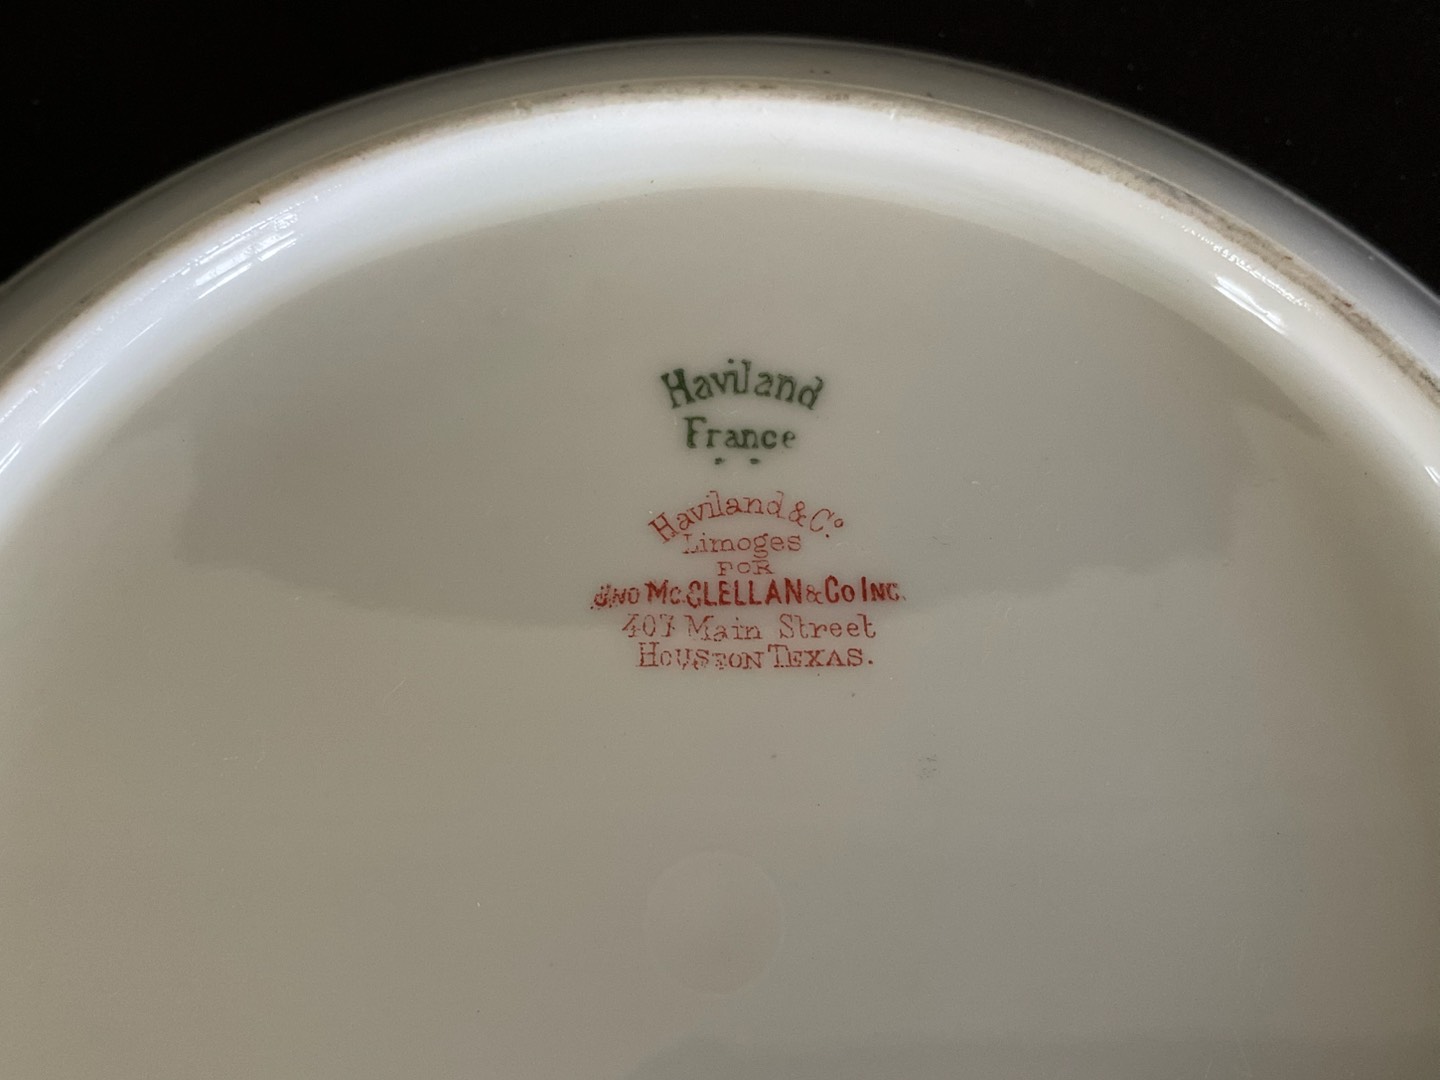 Haviland
France
Haviland & Co.
Limoges
FOR
JNO MC.CLELLAN & CO INC.
407 Main Street
HOUSTON TEXAS.